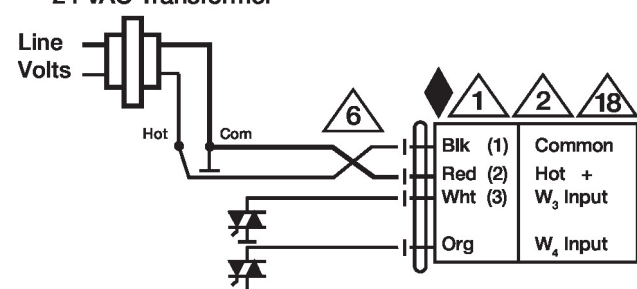 24 VAC Transformer
Line
Volts
Hot
Com
6
1
2
18
Blk (1) Common
Red (2) Hot +
Wht (3) W₃ Input
Org W₄ Input